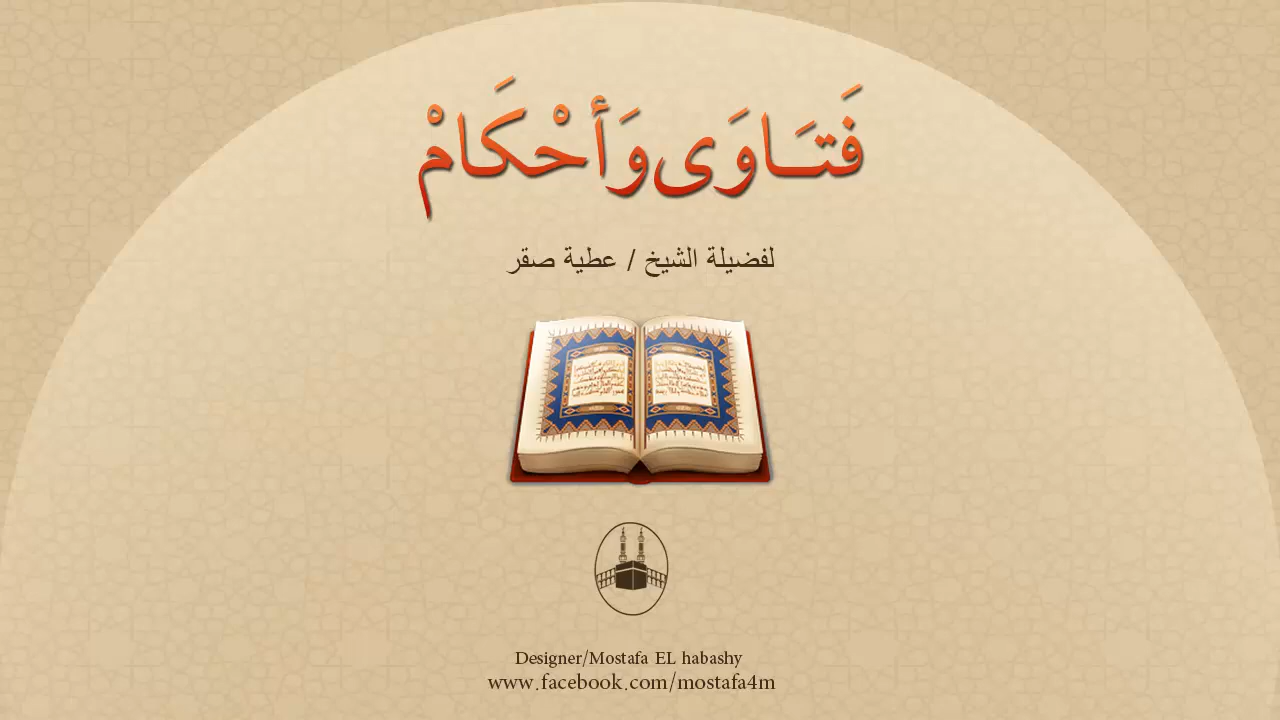 فَتَاوَى وَأَحْكَامْ
لفضيلة الشيخ / عطية صقر
Designer/Mostafa EL habashy
www.facebook.com/mostafa4m